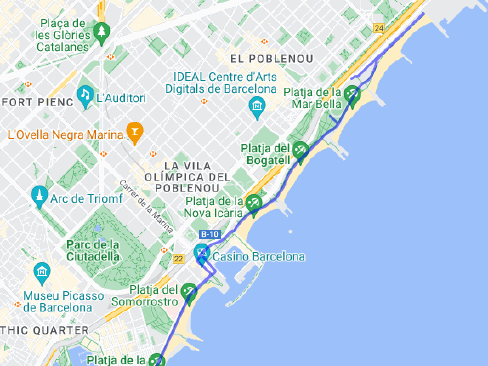 Plaça de
les Glòries
Catalanes
24
EL POBLENOU
IDEAL Centre d'Arts
Digitals de Barcelona
FORT PIENC
L'Auditori
Platja de la
Mar Bella
L'Ovella Negra Marina
Platja del
Bogatell
LA VILA
OLÍMPICA DEL
POBLENOU
Carrer de la Marina
Arc de Triomf
Platja de la
Nova Icària
B-10
Parc de la
Ciutadella
22
Casino Barcelona
Museu Picasso
de Barcelona
Platja del
Somorrostro
THIC QUARTER
Platja de la